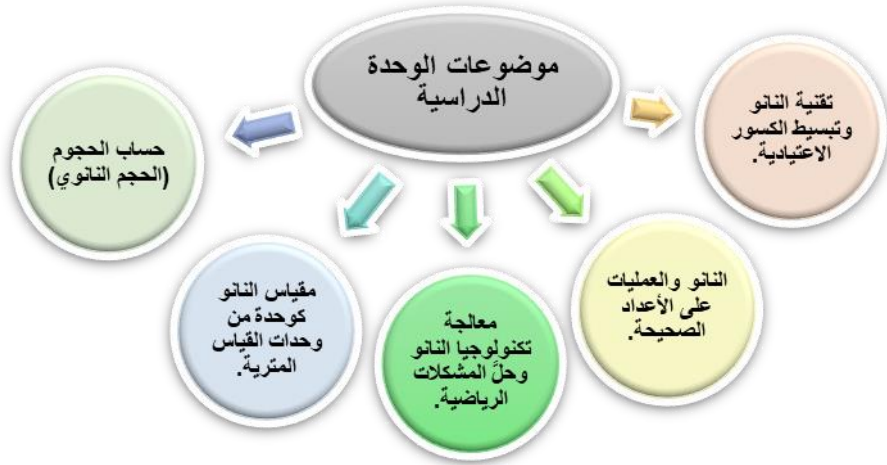 موضوعات الوحدة
الدراسية
تقنية النانو
وتبسيط الكسور
الاعتيادية.
النانو والعمليات
على الأعداد
الصحيحة.
معالجة
تكنولوجيا النانو
وحلَّ المشكلات
الرياضية.
مقياس النانو
كوحدة من
وحدات القياس
المترية.
حساب الحجوم
(الحجم النانوي)